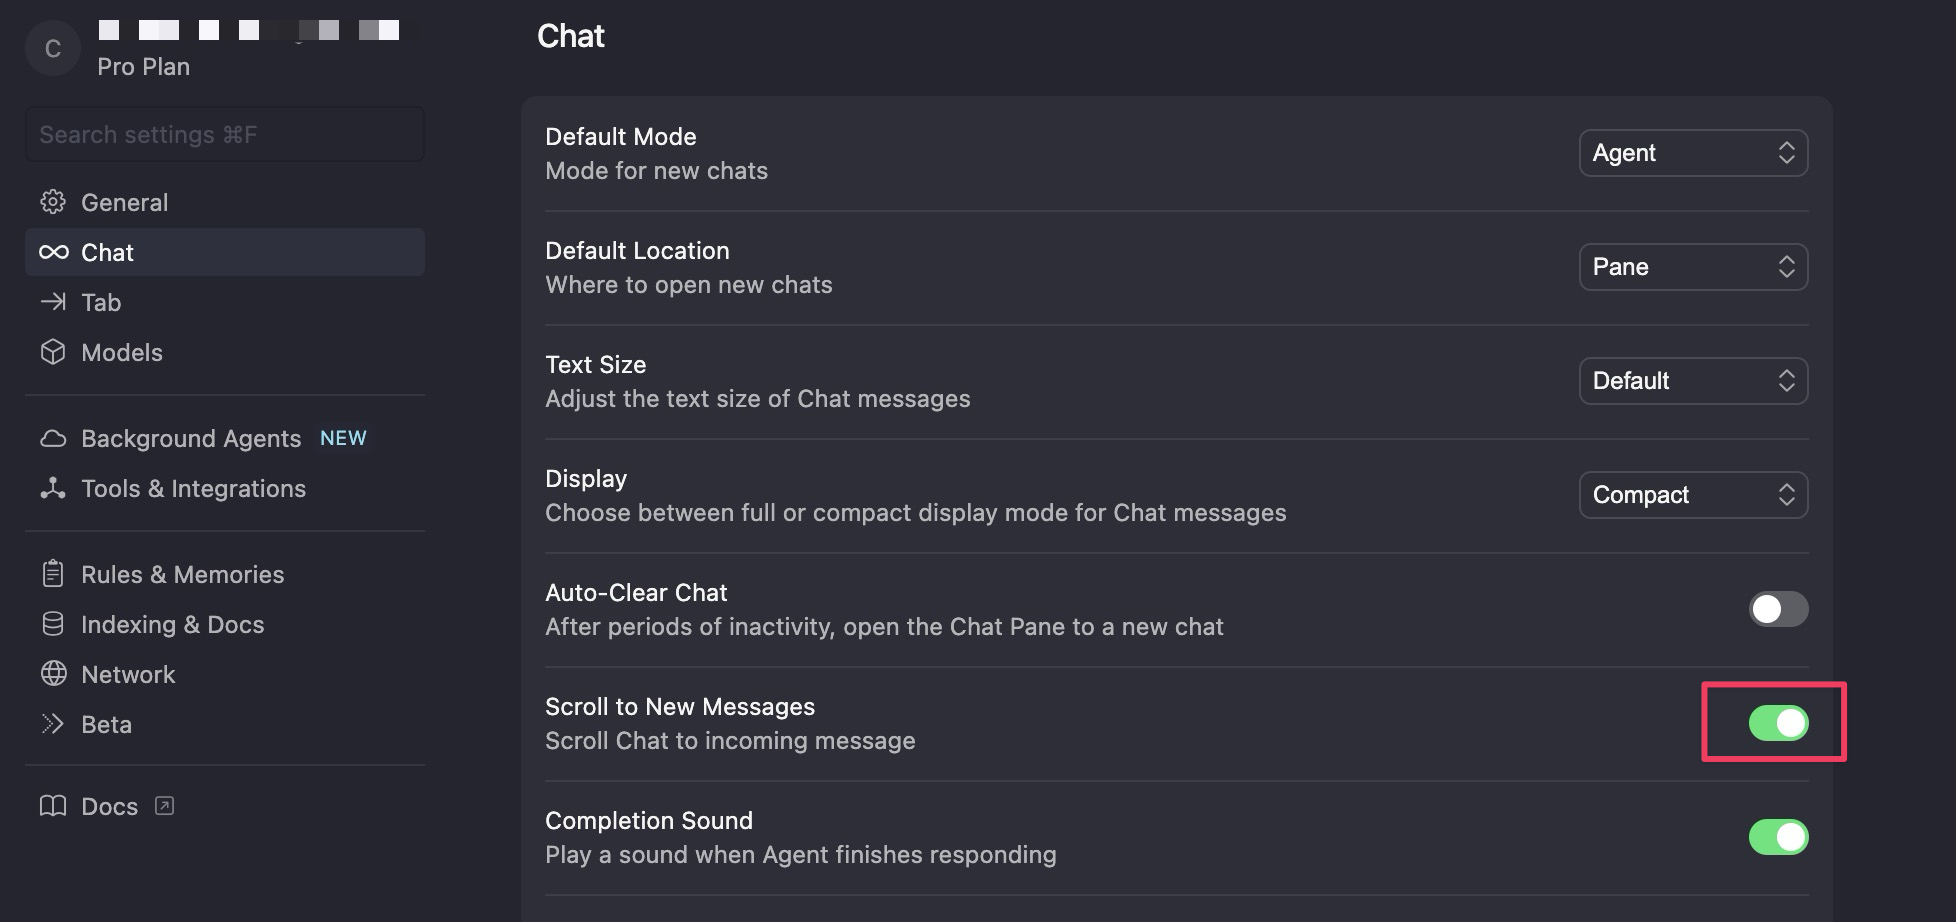 C
Pro Plan
Search settings ⌘F
General
Chat
Tab
Models
Background Agents NEW
Tools & Integrations
Rules & Memories
Indexing & Docs
Network
Beta
Docs
Chat
Default Mode
Mode for new chats
Agent
Default Location
Where to open new chats
Pane
Text Size
Adjust the text size of Chat messages
Default
Display
Choose between full or compact display mode for Chat messages
Compact
Auto-Clear Chat
After periods of inactivity, open the Chat Pane to a new chat
Scroll to New Messages
Scroll Chat to incoming message
Completion Sound
Play a sound when Agent finishes responding